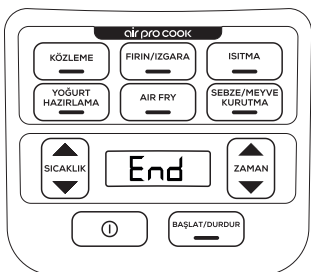 air pro cook
KÖZLEME
FIRIN/IZGARA
ISITMA
YOĞURT
HAZIRLAMA
AIR FRY
SEBZE/MEYVE
KURUTMA
SICAKLIK
End
ZAMAN
BAŞLAT/DURDUR